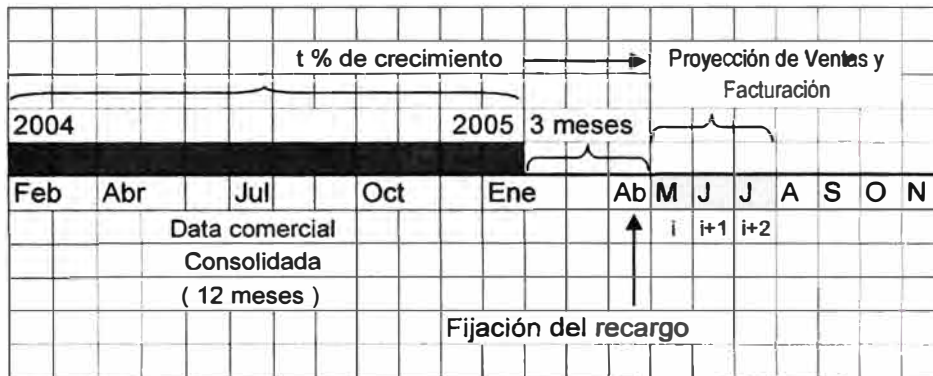 t % de crecimiento
Proyección de Ventas y
Facturación
2004 2005 3 meses
Feb Abr Jul Oct Ene Ab M J J A S O N
Data comercial i i+1 i+2
Consolidada
( 12 meses )
Fijación del recargo